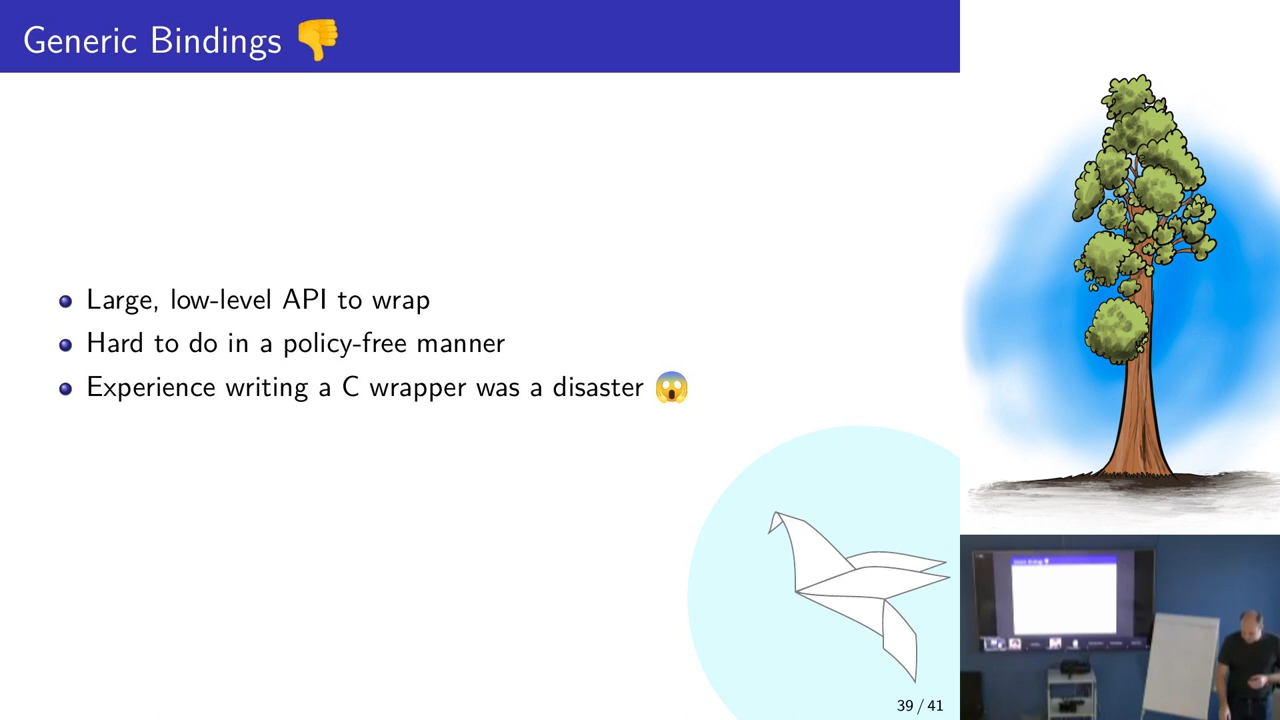 Generic Bindings 👎
Large, low-level API to wrap
Hard to do in a policy-free manner
Experience writing a C wrapper was a disaster 😱
39 / 41